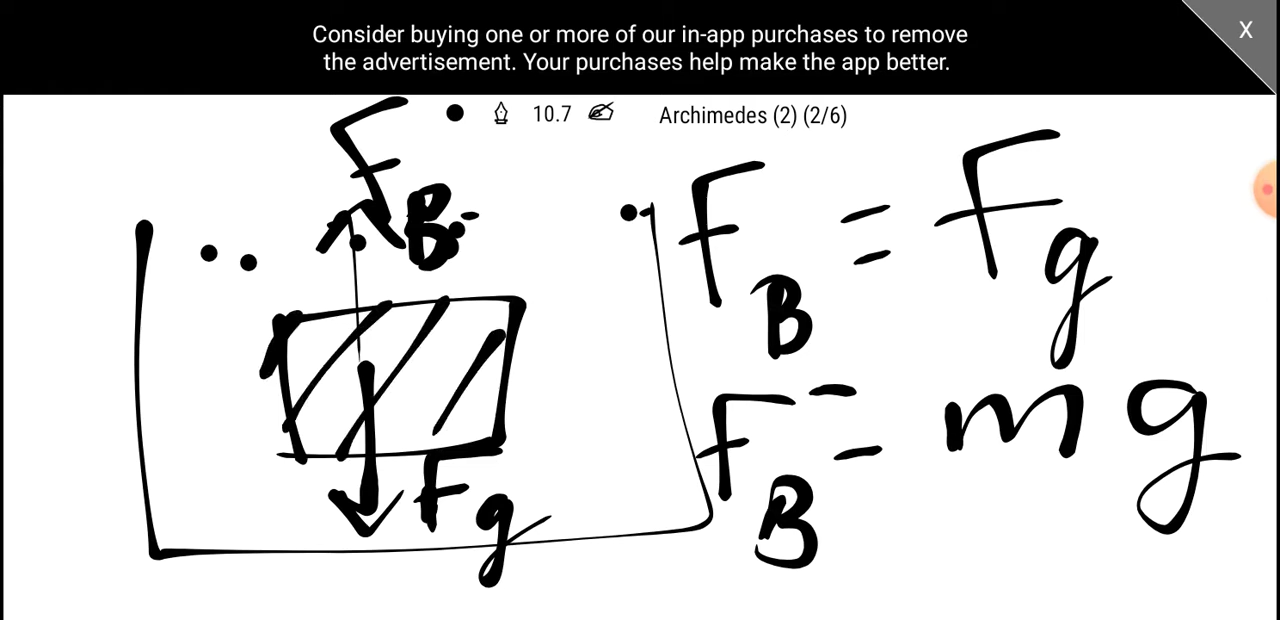 Consider buying one or more of our in-app purchases to remove
the advertisement. Your purchases help make the app better.
X
10.7
Archimedes (2) (2/6)
F_B
F_g
F_B = F_g
F_B = mg